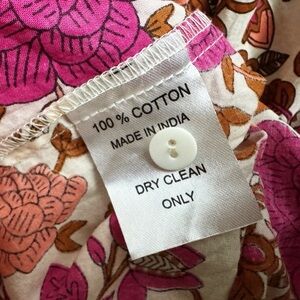 100 % COTTON
MADE IN INDIA
DRY CLEAN
ONLY